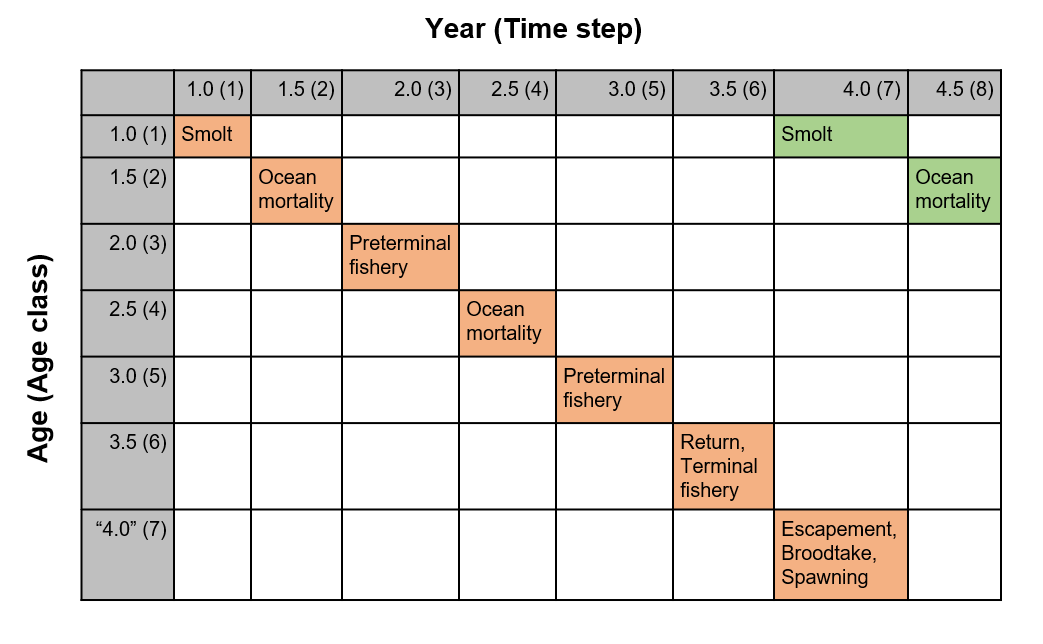 Year (Time step)
1.0 (1) 1.5 (2) 2.0 (3) 2.5 (4) 3.0 (5) 3.5 (6) 4.0 (7) 4.5 (8)
Age (Age class)
1.0 (1) Smolt Smolt
1.5 (2) Ocean Ocean
mortality mortality
2.0 (3) Preterminal
fishery
2.5 (4) Ocean
mortality
3.0 (5) Preterminal
fishery
3.5 (6) Return,
Terminal
fishery
“4.0” (7) Escapement,
Broodtake,
Spawning